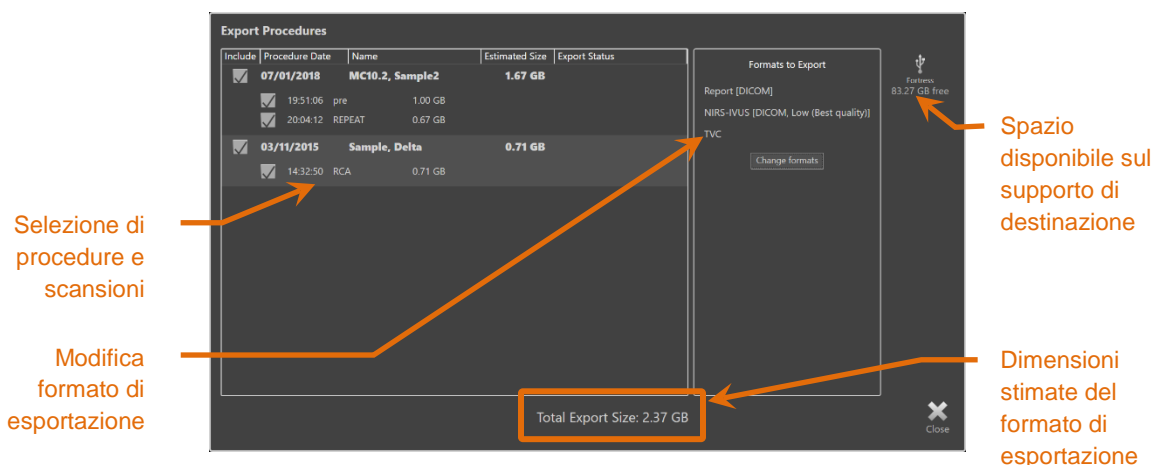 Export Procedures
Include Procedure Date Name Estimated Size Export Status
07/01/2018 MC10.2, Sample2 1.67 GB
19:51:06 pre 1.00 GB
20:04:12 REPEAT 0.67 GB
03/11/2015 Sample, Delta 0.71 GB
14:32:50 RCA 0.71 GB
Formats to Export
Report [DICOM]
NIRS-IVUS [DICOM, Low (Best quality)]
TVC
Change formats
Fortress
83.27 GB free
Total Export Size: 2.37 GB
Close
Selezione di
procedure e
scansioni
Modifica
formato di
esportazione
Spazio
disponibile sul
supporto di
destinazione
Dimensioni
stimate del
formato di
esportazione